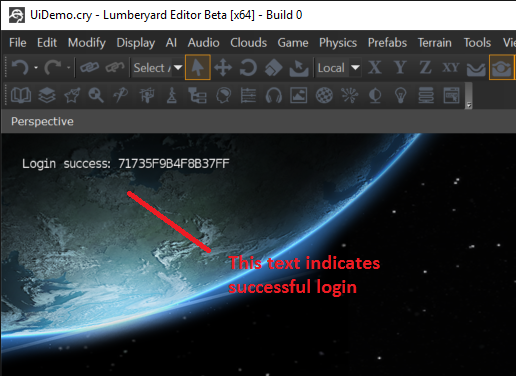 UiDemo.cry - Lumberyard Editor Beta [x64] - Build 0
File Edit Modify Display AI Audio Clouds Game Physics Prefabs Terrain Tools
Select Local X Y Z XY
Perspective
Login success: 71735F9B4F8B37FF
This text indicates
successful login